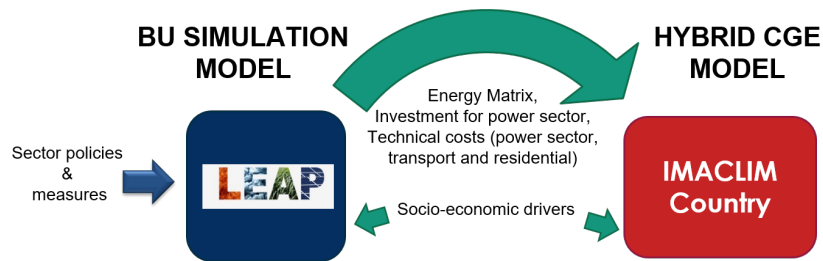 BU SIMULATION
MODEL
HYBRID CGE
MODEL
Energy Matrix,
Investment for power sector,
Technical costs (power sector,
transport and residential)
Sector policies
&
measures
LEAP
IMACLIM
Country
Socio-economic drivers